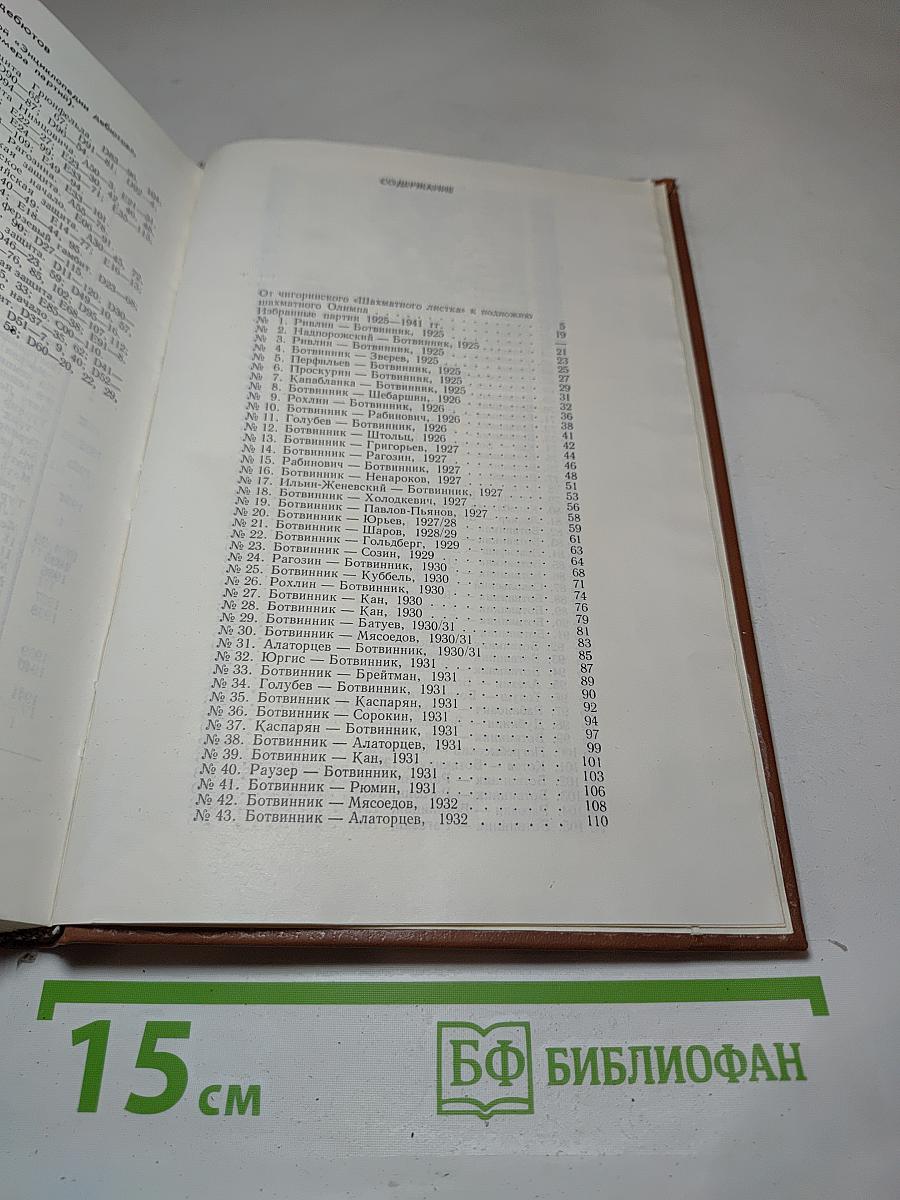 дебютов
ой «Энциклопедии дебютов»,
мера партий).
СОДЕРЖАНИЕ
От чигоринского «Шахматного листка» к подножию
шахматного Олимпа . . . 5
Избранные партии 1925—1941 гг. . . . 19
№ 1. Ривлин — Ботвинник, 1925 . . . —
№ 2. Надпорожский — Ботвинник, 1925 . . . 21
№ 3. Ривлин — Ботвинник, 1925 . . . 23
№ 4. Ботвинник — Зверев, 1925 . . . 25
№ 5. Перфильев — Ботвинник, 1925 . . . 27
№ 6. Проскурин — Ботвинник, 1925 . . . 29
№ 7. Капабланка — Ботвинник, 1925 . . . 31
№ 8. Ботвинник — Шебаршин, 1926 . . . 32
№ 9. Рохлин — Ботвинник, 1926 . . . 36
№ 10. Ботвинник — Рабинович, 1926 . . . 38
№ 11. Голубев — Ботвинник, 1926 . . . 41
№ 12. Ботвинник — Штольц, 1926 . . . 42
№ 13. Ботвинник — Григорьев, 1927 . . . 44
№ 14. Ботвинник — Рагозин, 1927 . . . 46
№ 15. Рабинович — Ботвинник, 1927 . . . 48
№ 16. Ботвинник — Ненароков, 1927 . . . 51
№ 17. Ильин-Женевский — Ботвинник, 1927 . . . 53
№ 18. Ботвинник — Холодкевич, 1927 . . . 56
№ 19. Ботвинник — Павлов-Пьянов, 1927 . . . 58
№ 20. Ботвинник — Юрьев, 1927/28 . . . 59
№ 21. Ботвинник — Шаров, 1928/29 . . . 61
№ 22. Ботвинник — Гольдберг, 1929 . . . 63
№ 23. Ботвинник — Созин, 1929 . . . 64
№ 24. Рагозин — Ботвинник, 1930 . . . 68
№ 25. Ботвинник — Куббель, 1930 . . . 71
№ 26. Рохлин — Ботвинник, 1930 . . . 74
№ 27. Ботвинник — Кан, 1930 . . . 76
№ 28. Ботвинник — Кан, 1930 . . . 79
№ 29. Ботвинник — Батуев, 1930/31 . . . 81
№ 30. Ботвинник — Мясоедов, 1930/31 . . . 83
№ 31. Алаторцев — Ботвинник, 1930/31 . . . 85
№ 32. Юргис — Ботвинник, 1931 . . . 87
№ 33. Ботвинник — Брейтман, 1931 . . . 89
№ 34. Голубев — Ботвинник, 1931 . . . 90
№ 35. Ботвинник — Каспарян, 1931 . . . 92
№ 36. Ботвинник — Сорокин, 1931 . . . 94
№ 37. Каспарян — Ботвинник, 1931 . . . 97
№ 38. Ботвинник — Алаторцев, 1931 . . . 99
№ 39. Ботвинник — Кан, 1931 . . . 101
№ 40. Раузер — Ботвинник, 1931 . . . 103
№ 41. Ботвинник — Рюмин, 1931 . . . 106
№ 42. Ботвинник — Мясоедов, 1932 . . . 108
№ 43. Ботвинник — Алаторцев, 1932 . . . 110
15 см
БФ БИБЛИОФАН